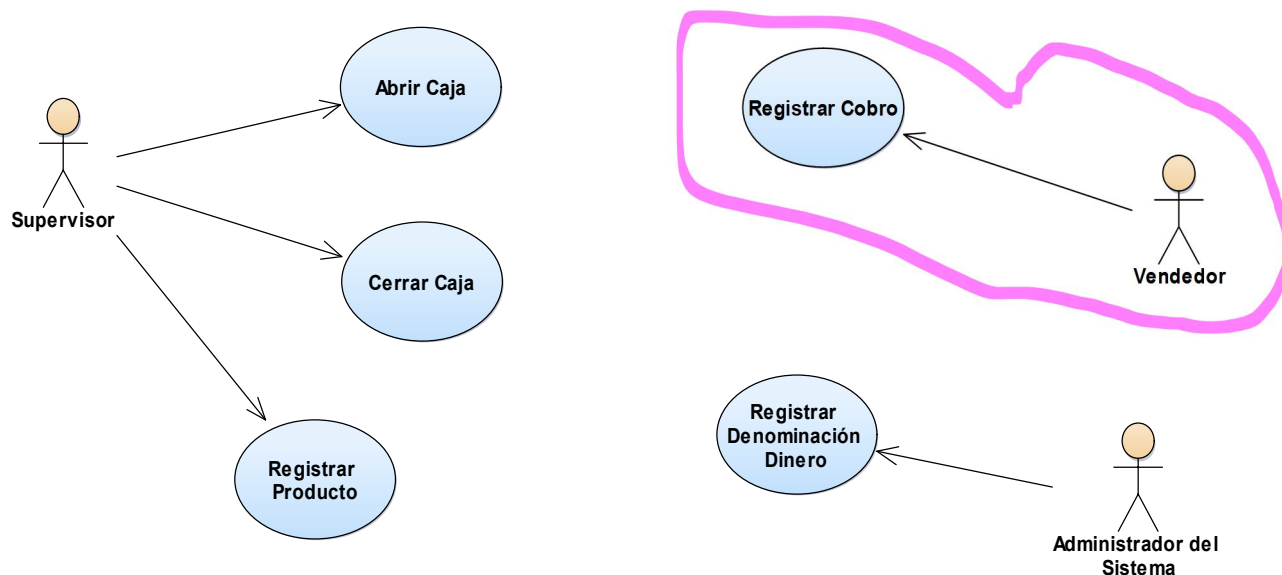 Abrir Caja
Registrar Cobro
Supervisor
Cerrar Caja
Vendedor
Registrar
Denominación
Dinero
Registrar
Producto
Administrador del
Sistema